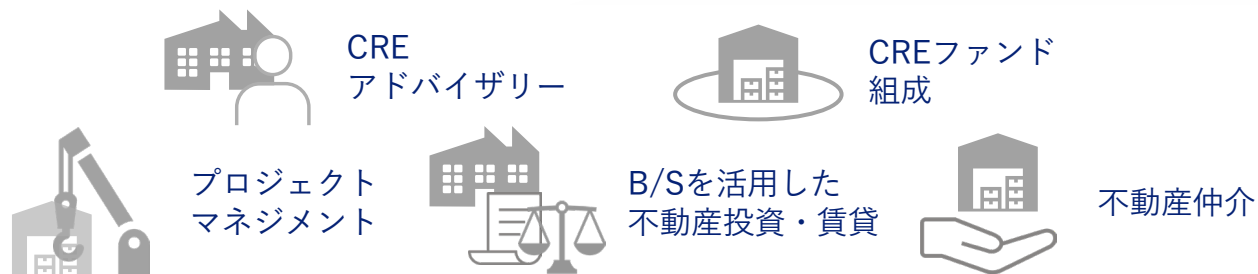 CRE
アドバイザリー
CREファンド
組成
プロジェクト
マネジメント
B/Sを活用した
不動産投資・賃貸
不動産仲介